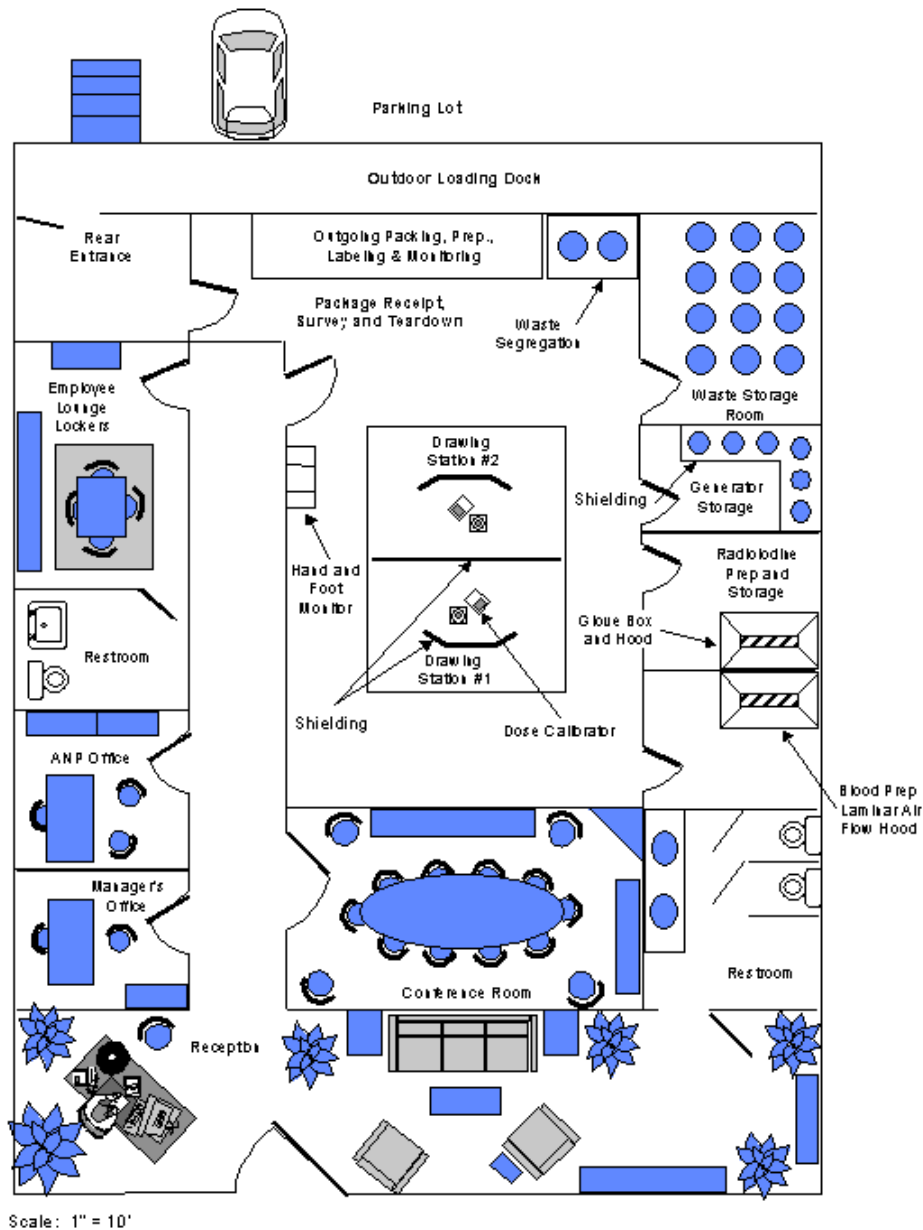 Parking Lot
Outdoor Loading Dock
Rear
Entrance
Outgoing Packing, Prep.,
Labeling & Monitoring
Package Receipt,
Survey and Teardown
Waste
Segregation
Employee
Lounge
Lockers
Waste Storage
Room
Drawing
Station #2
Shielding
Generator
Storage
Hand and
Foot
Monitor
Radioiodine
Prep and
Storage
Glove Box
and Hood
Restroom
Drawing
Station #1
Shielding
Dose Calibrator
ANP Office
Blood Prep
Laminar Air
Flow Hood
Manager's
Office
Conference Room
Restroom
Reception
Scale: 1" = 10'